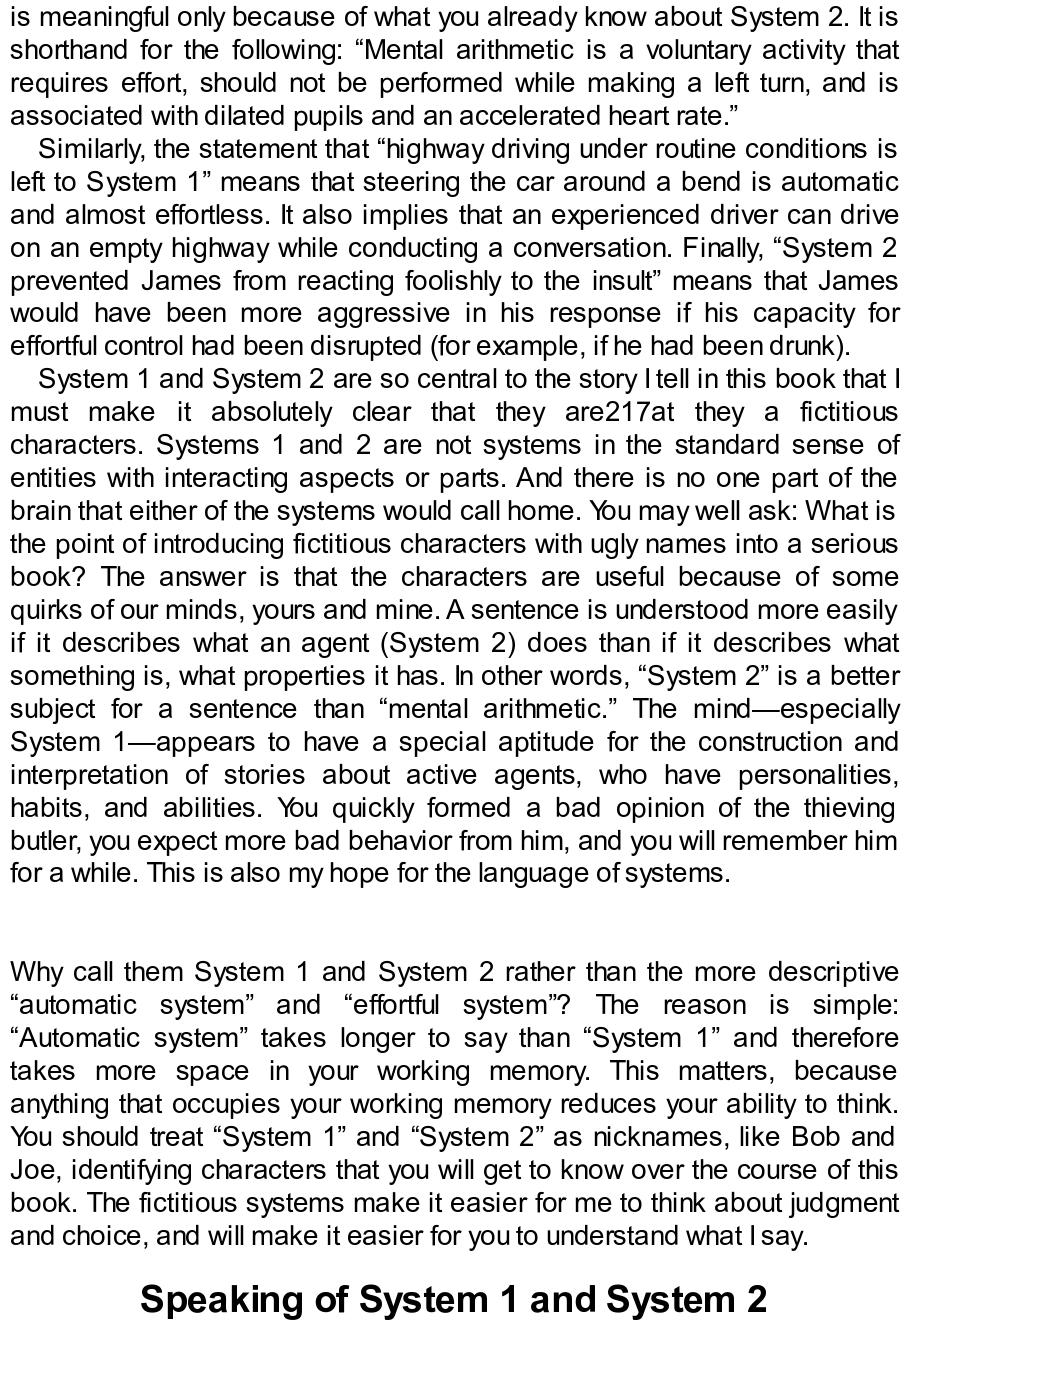 is meaningful only because of what you already know about System 2. It is
shorthand for the following: “Mental arithmetic is a voluntary activity that
requires effort, should not be performed while making a left turn, and is
associated with dilated pupils and an accelerated heart rate.”
Similarly, the statement that “highway driving under routine conditions is
left to System 1” means that steering the car around a bend is automatic
and almost effortless. It also implies that an experienced driver can drive
on an empty highway while conducting a conversation. Finally, “System 2
prevented James from reacting foolishly to the insult” means that James
would have been more aggressive in his response if his capacity for
effortful control had been disrupted (for example, if he had been drunk).
System 1 and System 2 are so central to the story I tell in this book that I
must make it absolutely clear that they are217at they a fictitious
characters. Systems 1 and 2 are not systems in the standard sense of
entities with interacting aspects or parts. And there is no one part of the
brain that either of the systems would call home. You may well ask: What is
the point of introducing fictitious characters with ugly names into a serious
book? The answer is that the characters are useful because of some
quirks of our minds, yours and mine. A sentence is understood more easily
if it describes what an agent (System 2) does than if it describes what
something is, what properties it has. In other words, “System 2” is a better
subject for a sentence than “mental arithmetic.” The mind—especially
System 1—appears to have a special aptitude for the construction and
interpretation of stories about active agents, who have personalities,
habits, and abilities. You quickly formed a bad opinion of the thieving
butler, you expect more bad behavior from him, and you will remember him
for a while. This is also my hope for the language of systems.
Why call them System 1 and System 2 rather than the more descriptive
“automatic system” and “effortful system”? The reason is simple:
“Automatic system” takes longer to say than “System 1” and therefore
takes more space in your working memory. This matters, because
anything that occupies your working memory reduces your ability to think.
You should treat “System 1” and “System 2” as nicknames, like Bob and
Joe, identifying characters that you will get to know over the course of this
book. The fictitious systems make it easier for me to think about judgment
and choice, and will make it easier for you to understand what I say.
Speaking of System 1 and System 2